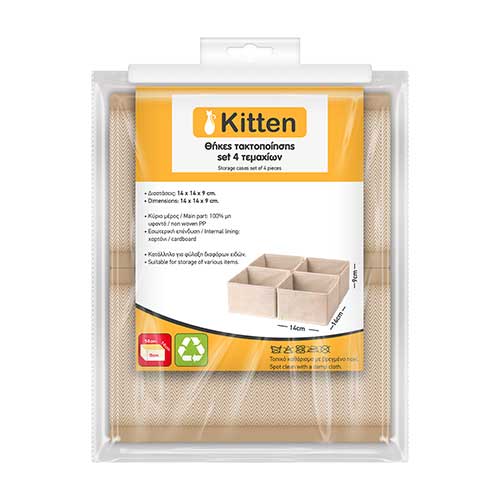 Kitten
Θήκες τακτοποίησης
set 4 τεμαχίων
Storage cases set of 4 pieces
• Διαστάσεις: 14 x 14 x 9 cm.
• Dimensions: 14 x 14 x 9 cm.
• Κύριο μέρος / Main part: 100% μη
υφαντό / non woven PP
• Εσωτερική επένδυση / Internal lining:
χαρτόνι / cardboard
• Κατάλληλο για φύλαξη διαφόρων ειδών.
• Suitable for storage of various items.
9cm
14cm
14cm
14cm
9cm
Τοπικό καθάρισμα με βρεγμένο πανί.
Spot clean with a damp cloth.